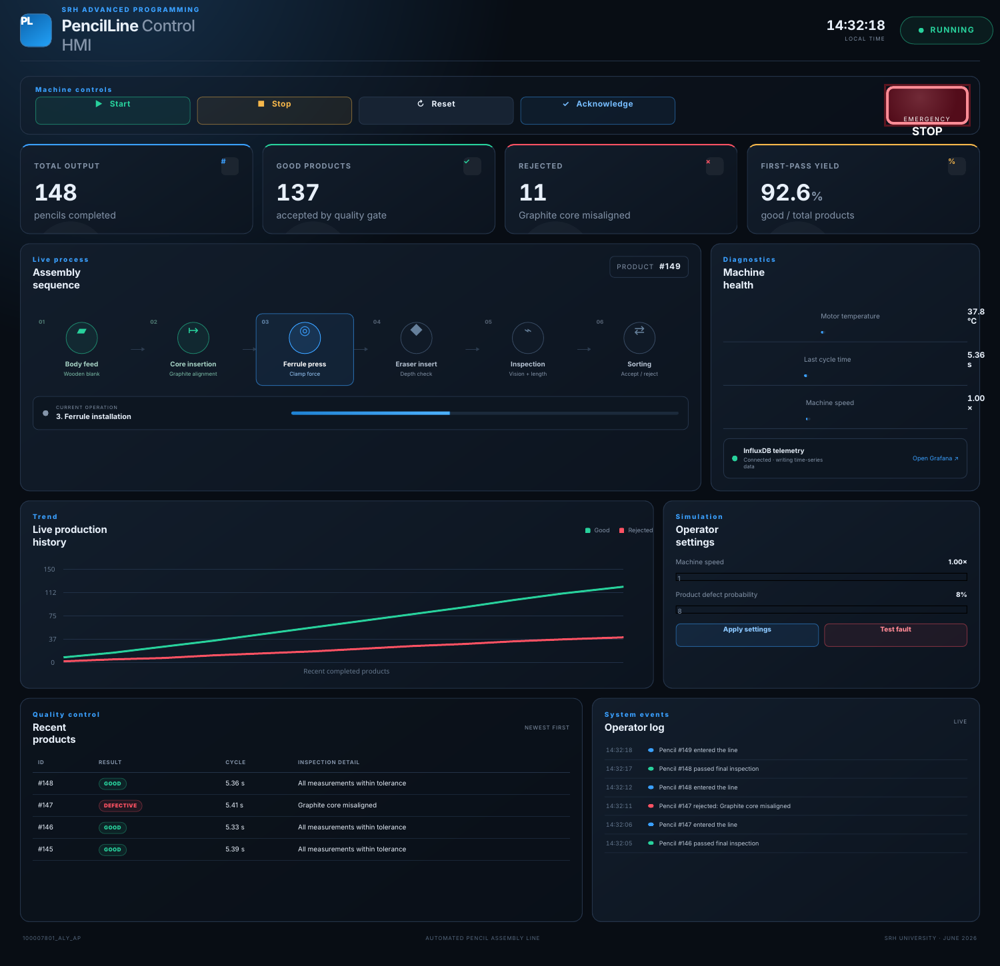 PL
SRH ADVANCED PROGRAMMING
PencilLine Control
HMI
14:32:18
LOCAL TIME
RUNNING
Machine controls
▶ Start
■ Stop
↻ Reset
✓ Acknowledge
EMERGENCY
STOP
TOTAL OUTPUT
#
148
pencils completed
GOOD PRODUCTS
✓
137
accepted by quality gate
REJECTED
×
11
Graphite core misaligned
FIRST-PASS YIELD
%
92.6%
good / total products
Live process
Assembly
sequence
PRODUCT #149
01
Body feed
Wooden blank
02
Core insertion
Graphite alignment
03
Ferrule press
Clamp force
04
Eraser insert
Depth check
05
Inspection
Vision + length
06
Sorting
Accept / reject
CURRENT OPERATION
3. Ferrule installation
Diagnostics
Machine
health
Motor temperature
37.8
°C
Last cycle time
5.36
s
Machine speed
1.00
×
InfluxDB telemetry
Connected · writing time-series
data
Open Grafana ↗
Trend
Live production
history
Good
Rejected
150
112
75
37
0
Recent completed products
Simulation
Operator
settings
Machine speed 1.00×
1
Product defect probability 8%
8
Apply settings
Test fault
Quality control
Recent
products
NEWEST FIRST
ID RESULT CYCLE INSPECTION DETAIL
#148 GOOD 5.36 s All measurements within tolerance
#147 DEFECTIVE 5.41 s Graphite core misaligned
#146 GOOD 5.33 s All measurements within tolerance
#145 GOOD 5.39 s All measurements within tolerance
System events
Operator log
LIVE
14:32:18 Pencil #149 entered the line
14:32:17 Pencil #148 passed final inspection
14:32:12 Pencil #148 entered the line
14:32:11 Pencil #147 rejected: Graphite core misaligned
14:32:06 Pencil #147 entered the line
14:32:05 Pencil #146 passed final inspection
100007801_ALY_AP
AUTOMATED PENCIL ASSEMBLY LINE
SRH UNIVERSITY · JUNE 2026